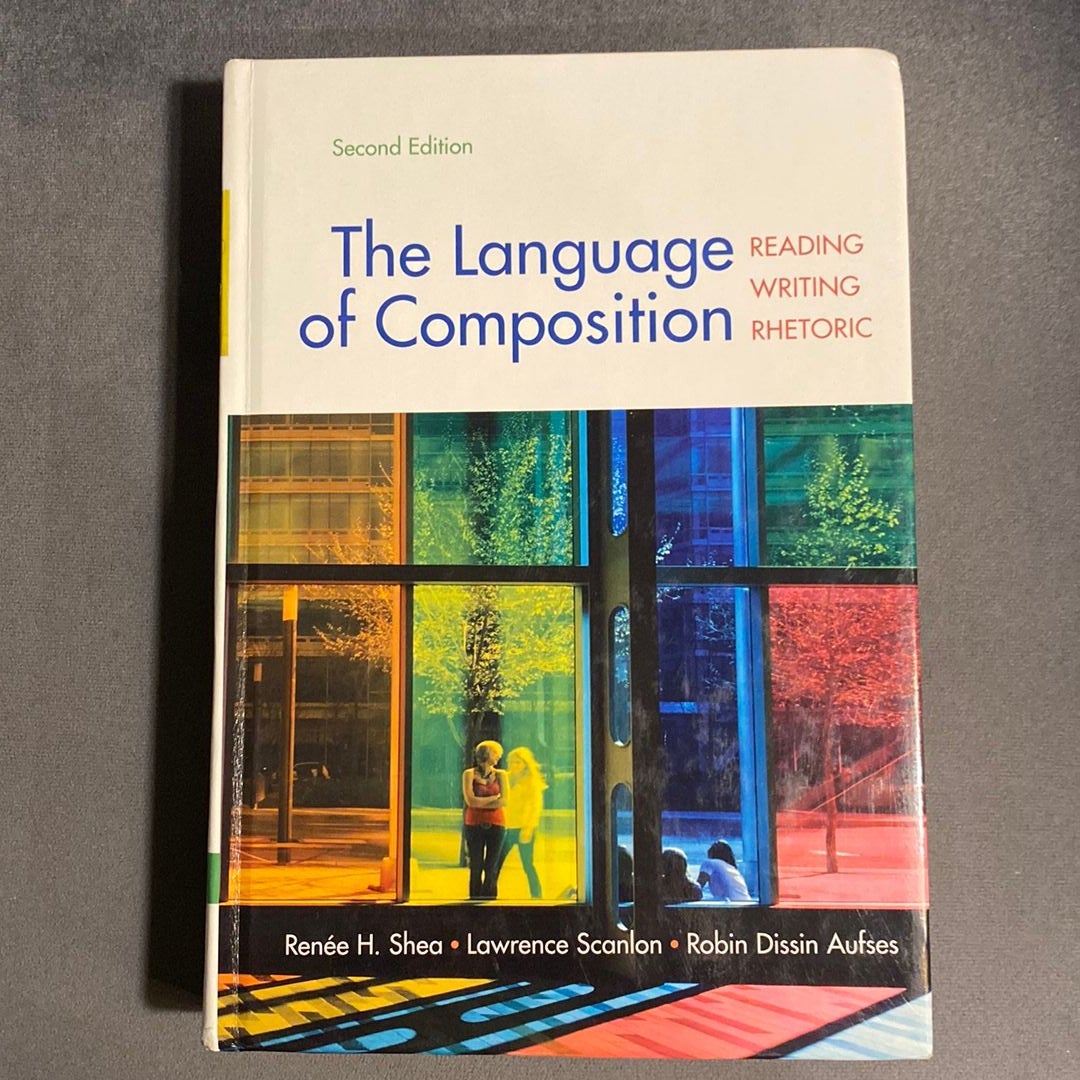 Second Edition
The Language
of Composition
READING
WRITING
RHETORIC
Renée H. Shea • Lawrence Scanlon • Robin Dissin Aufses